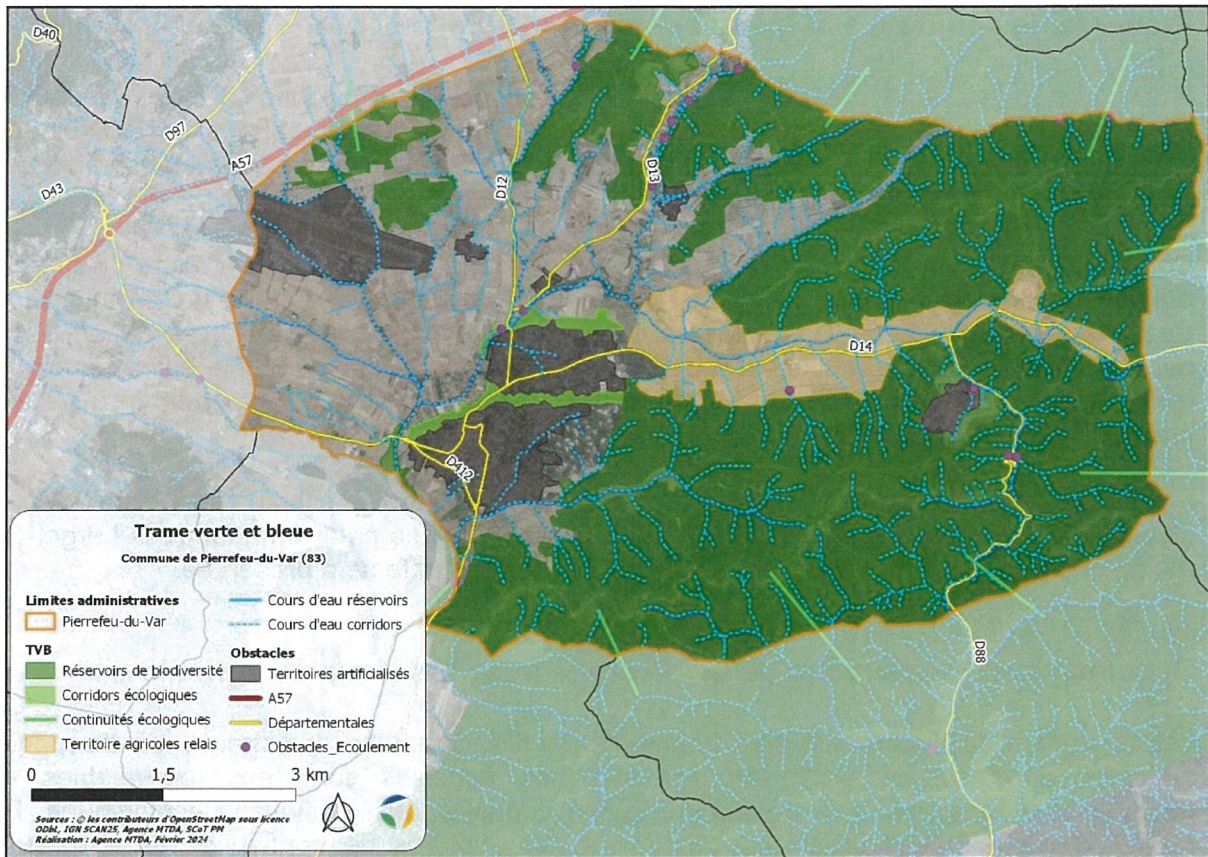 D40
D97
A57
D43
D12
D13
D14
D412
D88
Trame verte et bleue
Commune de Pierrefeu-du-Var (83)
Limites administratives
Pierrefeu-du-Var
TVB
Réservoirs de biodiversité
Corridors écologiques
Continuités écologiques
Territoire agricoles relais
Cours d'eau réservoirs
Cours d'eau corridors
Obstacles
Territoires artificialisés
A57
Départementales
Obstacles_Ecoulement
0 1,5 3 km
Sources : © les contributeurs d'OpenStreetMap sous licence
ODbL, IGN SCAN25, Agence MTDA, SCoT PM
Réalisation : Agence MTDA, Février 2024